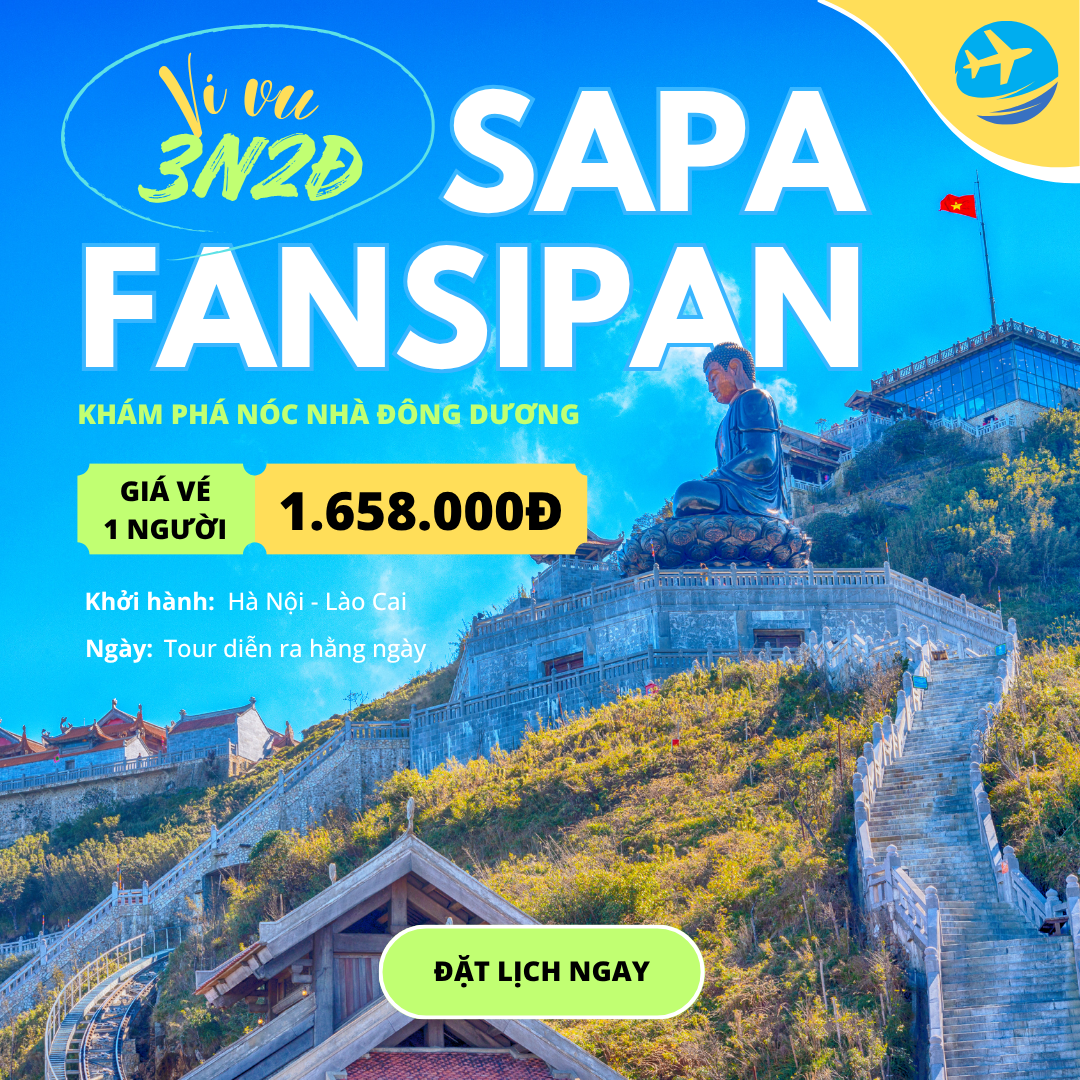 Vi vu
3N2Đ
SAPA
FANSIPAN
KHÁM PHÁ NÓC NHÀ ĐÔNG DƯƠNG
GIÁ VÉ
1 NGƯỜI
1.658.000Đ
Khởi hành: Hà Nội - Lào Cai
Ngày: Tour diễn ra hằng ngày
ĐẶT LỊCH NGAY